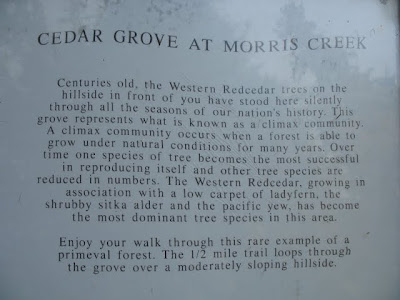 CEDAR GROVE AT MORRIS CREEK
Centuries old, the Western Redcedar trees on the
hillside in front of you have stood here silently
through all the seasons of our nation's history. This
grove represents what is known as a climax community.
A climax community occurs when a forest is able to
grow under natural conditions for many years. Over
time one species of tree becomes the most successful
in reproducing itself and other tree species are
reduced in numbers. The Western Redcedar, growing in
association with a low carpet of ladyfern, the
shrubby sitka alder and the pacific yew, has become
the most dominant tree species in this area.
Enjoy your walk through this rare example of a
primeval forest. The 1/2 mile trail loops through
the grove over a moderately sloping hillside.